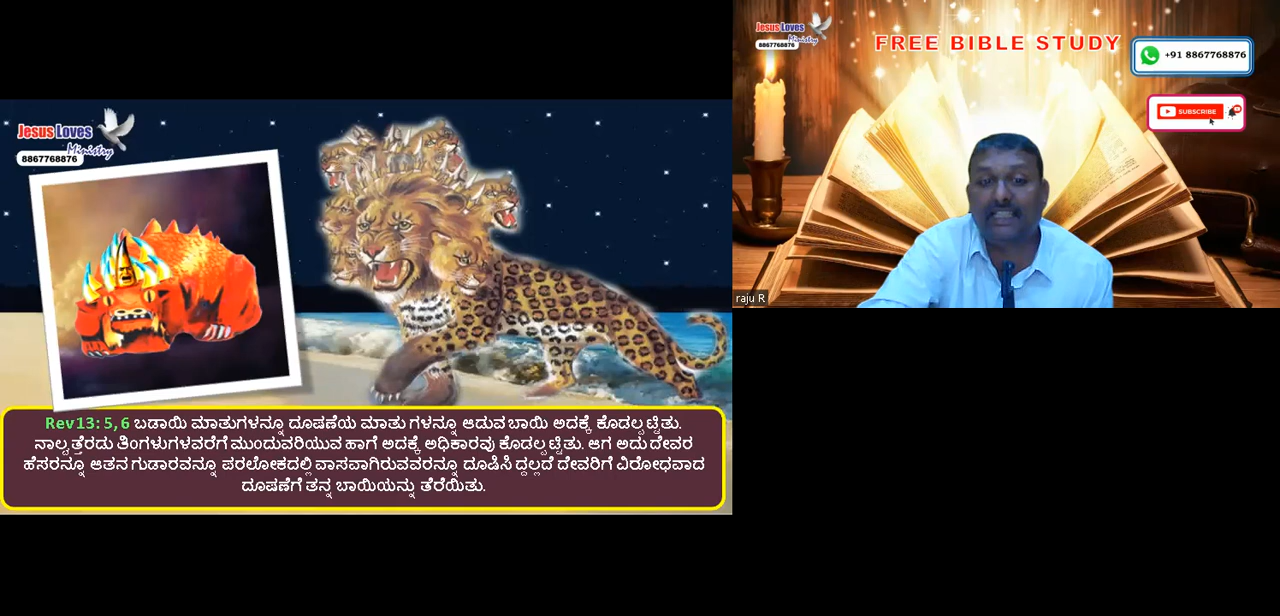 Jesus Loves
Ministry
8867768876
Rev13: 5, 6 ಬಡಾಯಿ ಮಾತುಗಳನ್ನೂ ದೂಷಣೆಯ ಮಾತು ಗಳನ್ನೂ ಆಡುವ ಬಾಯಿ ಅದಕ್ಕೆ ಕೊಡಲ್ಪಟ್ಟಿತು.
ನಾಲ್ವತ್ತೆರಡು ತಿಂಗಳುಗಳವರೆಗೆ ಮುಂದುವರಿಯುವ ಹಾಗೆ ಅದಕ್ಕೆ ಅಧಿಕಾರವು ಕೊಡಲ್ಪಟ್ಟಿತು. ಆಗ ಅದು ದೇವರ
ಹೆಸರನ್ನೂ ಆತನ ಗುಡಾರವನ್ನೂ ಪರಲೋಕದಲ್ಲಿ ವಾಸವಾಗಿರುವವರನ್ನೂ ದೂಷಿಸಿ ದ್ದಲ್ಲದೆ ದೇವರಿಗೆ ವಿರೋಧವಾದ
ದೂಷಣೆಗೆ ತನ್ನ ಬಾಯಿಯನ್ನು ತೆರೆಯಿತು.
Jesus Loves
Ministry
8867768876
FREE BIBLE STUDY
+91 8867768876
SUBSCRIBE
raju R